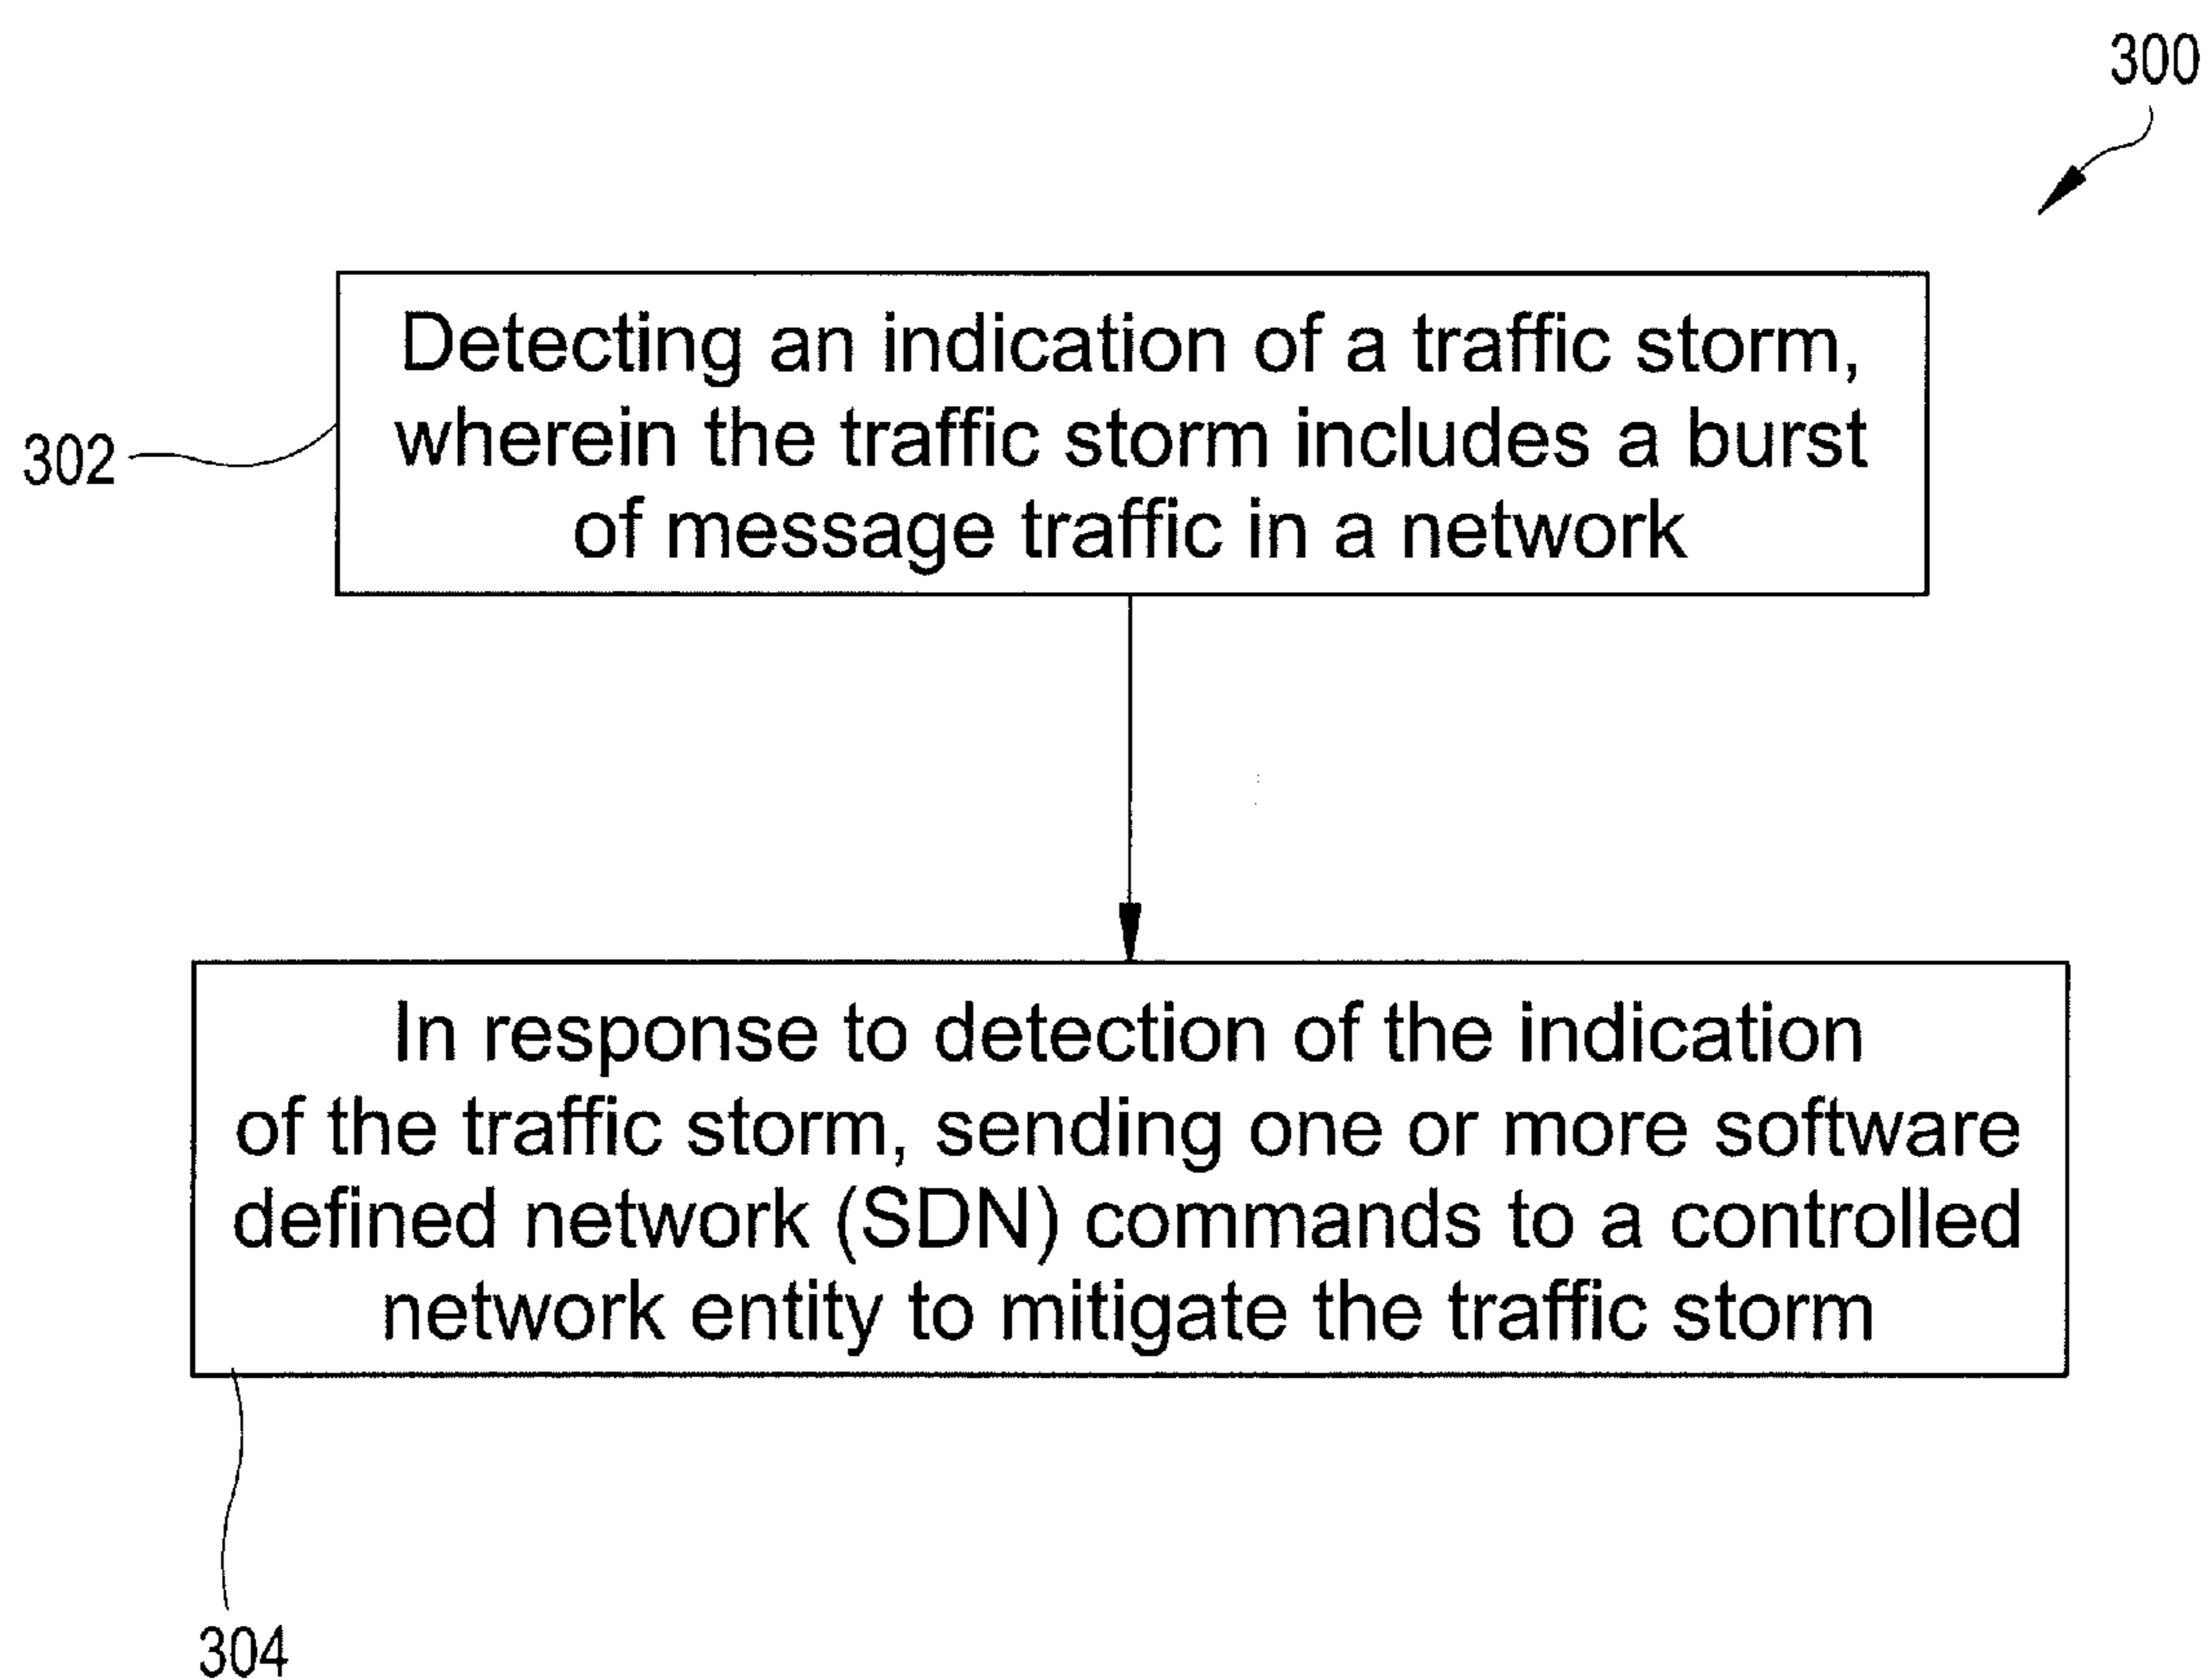 300
302
Detecting an indication of a traffic storm,
wherein the traffic storm includes a burst
of message traffic in a network
In response to detection of the indication
of the traffic storm, sending one or more software
defined network (SDN) commands to a controlled
network entity to mitigate the traffic storm
304